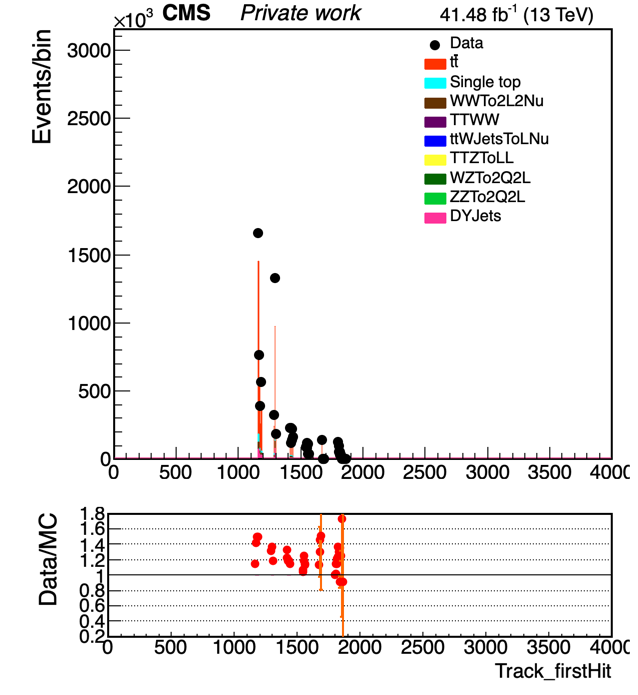 ×10³ CMS Private work 41.48 fb⁻¹ (13 TeV)
Events/bin
3000
2500
2000
1500
1000
500
0
Data
tt̄
Single top
WWTo2L2Nu
TTWW
ttWJetsToLNu
TTZToLL
WZTo2Q2L
ZZTo2Q2L
DYJets
0 500 1000 1500 2000 2500 3000 3500 4000
Data/MC
1.8
1.6
1.4
1.2
1
0.8
0.6
0.4
0.2
0 500 1000 1500 2000 2500 3000 3500 4000
Track_firstHit